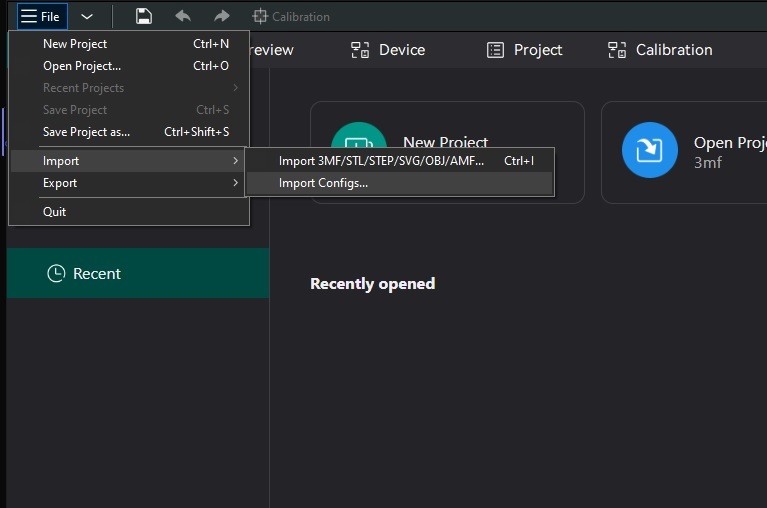 File
Calibration
New Project Ctrl+N
Open Project... Ctrl+O
Recent Projects
Save Project Ctrl+S
Save Project as... Ctrl+Shift+S
Import
Export
Quit
Import 3MF/STL/STEP/SVG/OBJ/AMF... Ctrl+I
Import Configs...
review
Device
Project
Calibration
New Project
Open Proj
3mf
Recent
Recently opened